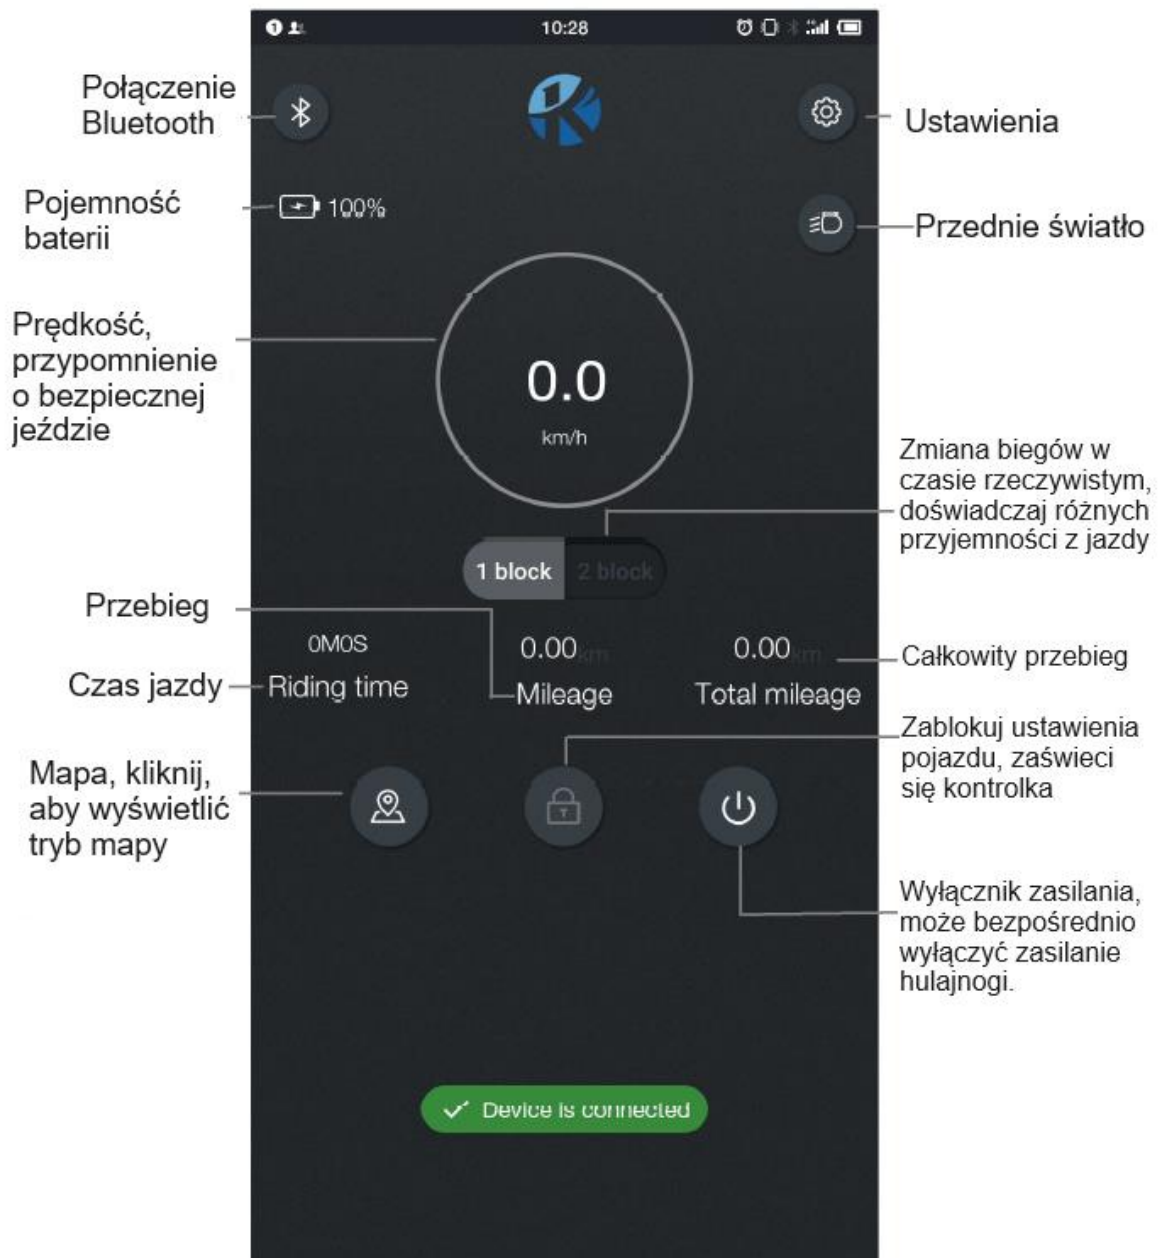 10:28
Połączenie
Bluetooth
Ustawienia
Pojemność
baterii
100%
Przednie światło
Prędkość,
przypomnienie
o bezpiecznej
jeździe
0.0
km/h
Zmiana biegów w
czasie rzeczywistym,
doświadczaj różnych
przyjemności z jazdy
1 block
2 block
Przebieg
0M0S
0.00km
0.00km
Całkowity przebieg
Czas jazdy
Riding time
Mileage
Total mileage
Zablokuj ustawienia
pojazdu, zaświeci
się kontrolka
Mapa, kliknij,
aby wyświetlić
tryb mapy
Wyłącznik zasilania,
może bezpośrednio
wyłączyć zasilanie
hulajnogi.
Device is connected